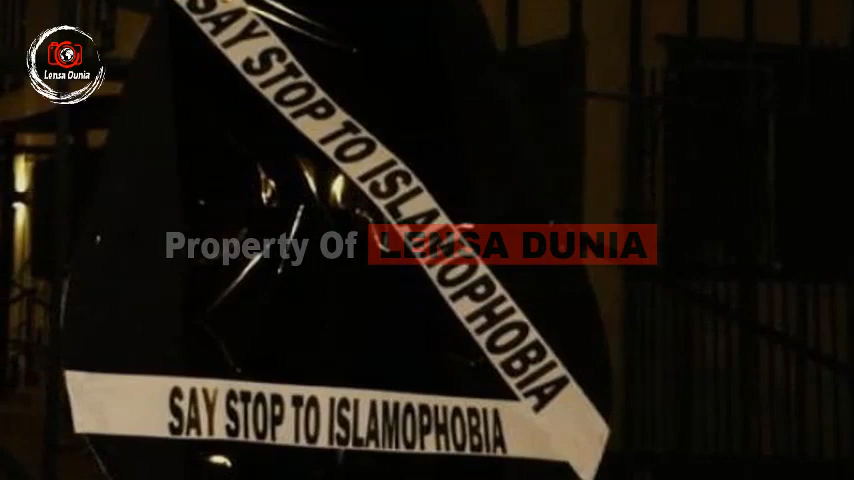 SAY STOP TO ISLAMOPHOBIA
Lensa Dunia
Property Of LENSA DUNIA
SAY STOP TO ISLAMOPHOBIA